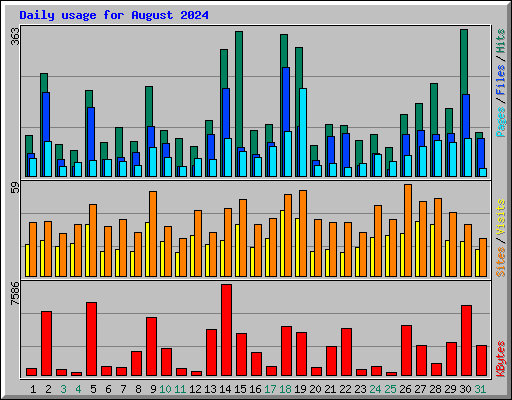 Daily usage for August 2024
363
Pages / Files / Hits
59
Sites / Visits
7586
KBytes
1 2 3 4 5 6 7 8 9 10 11 12 13 14 15 16 17 18 19 20 21 22 23 24 25 26 27 28 29 30 31